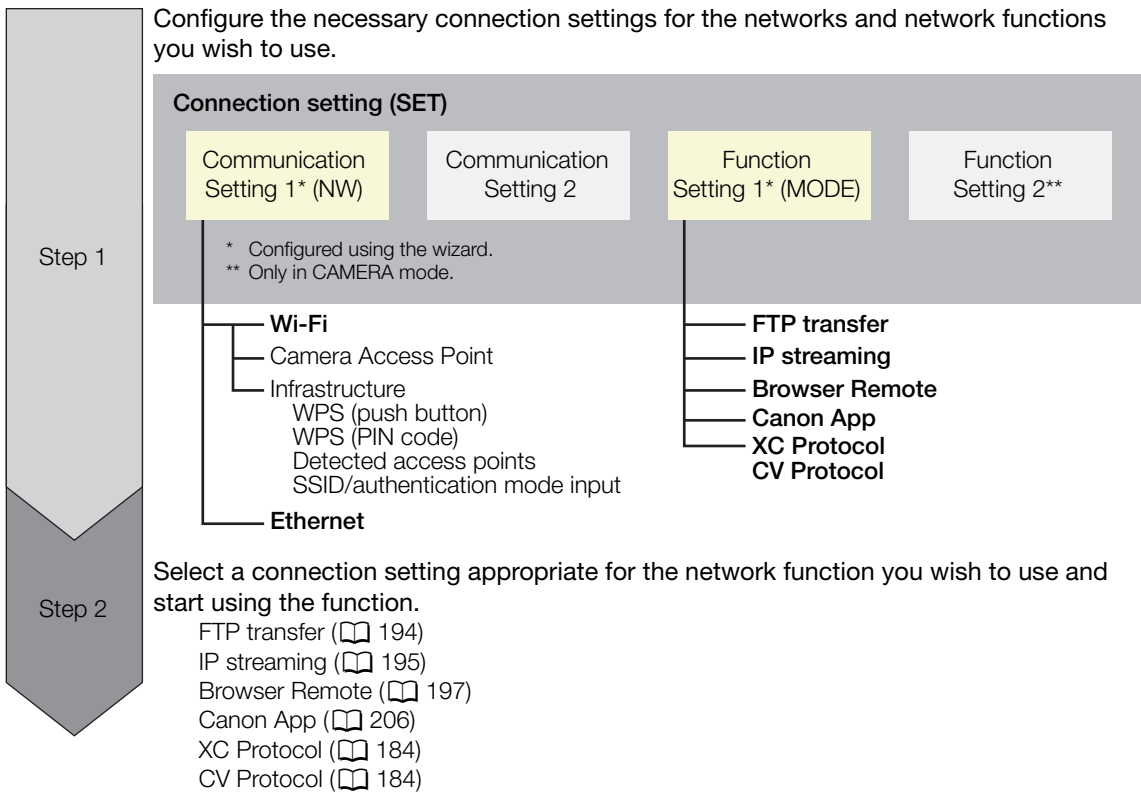 Configure the necessary connection settings for the networks and network functions
you wish to use.
Step 1
Connection setting (SET)
Communication
Setting 1* (NW)
Communication
Setting 2
Function
Setting 1* (MODE)
Function
Setting 2**
* Configured using the wizard.
** Only in CAMERA mode.
Wi-Fi
Camera Access Point
Infrastructure
WPS (push button)
WPS (PIN code)
Detected access points
SSID/authentication mode input
Ethernet
FTP transfer
IP streaming
Browser Remote
Canon App
XC Protocol
CV Protocol
Step 2
Select a connection setting appropriate for the network function you wish to use and
start using the function.
FTP transfer (📖 194)
IP streaming (📖 195)
Browser Remote (📖 197)
Canon App (📖 206)
XC Protocol (📖 184)
CV Protocol (📖 184)